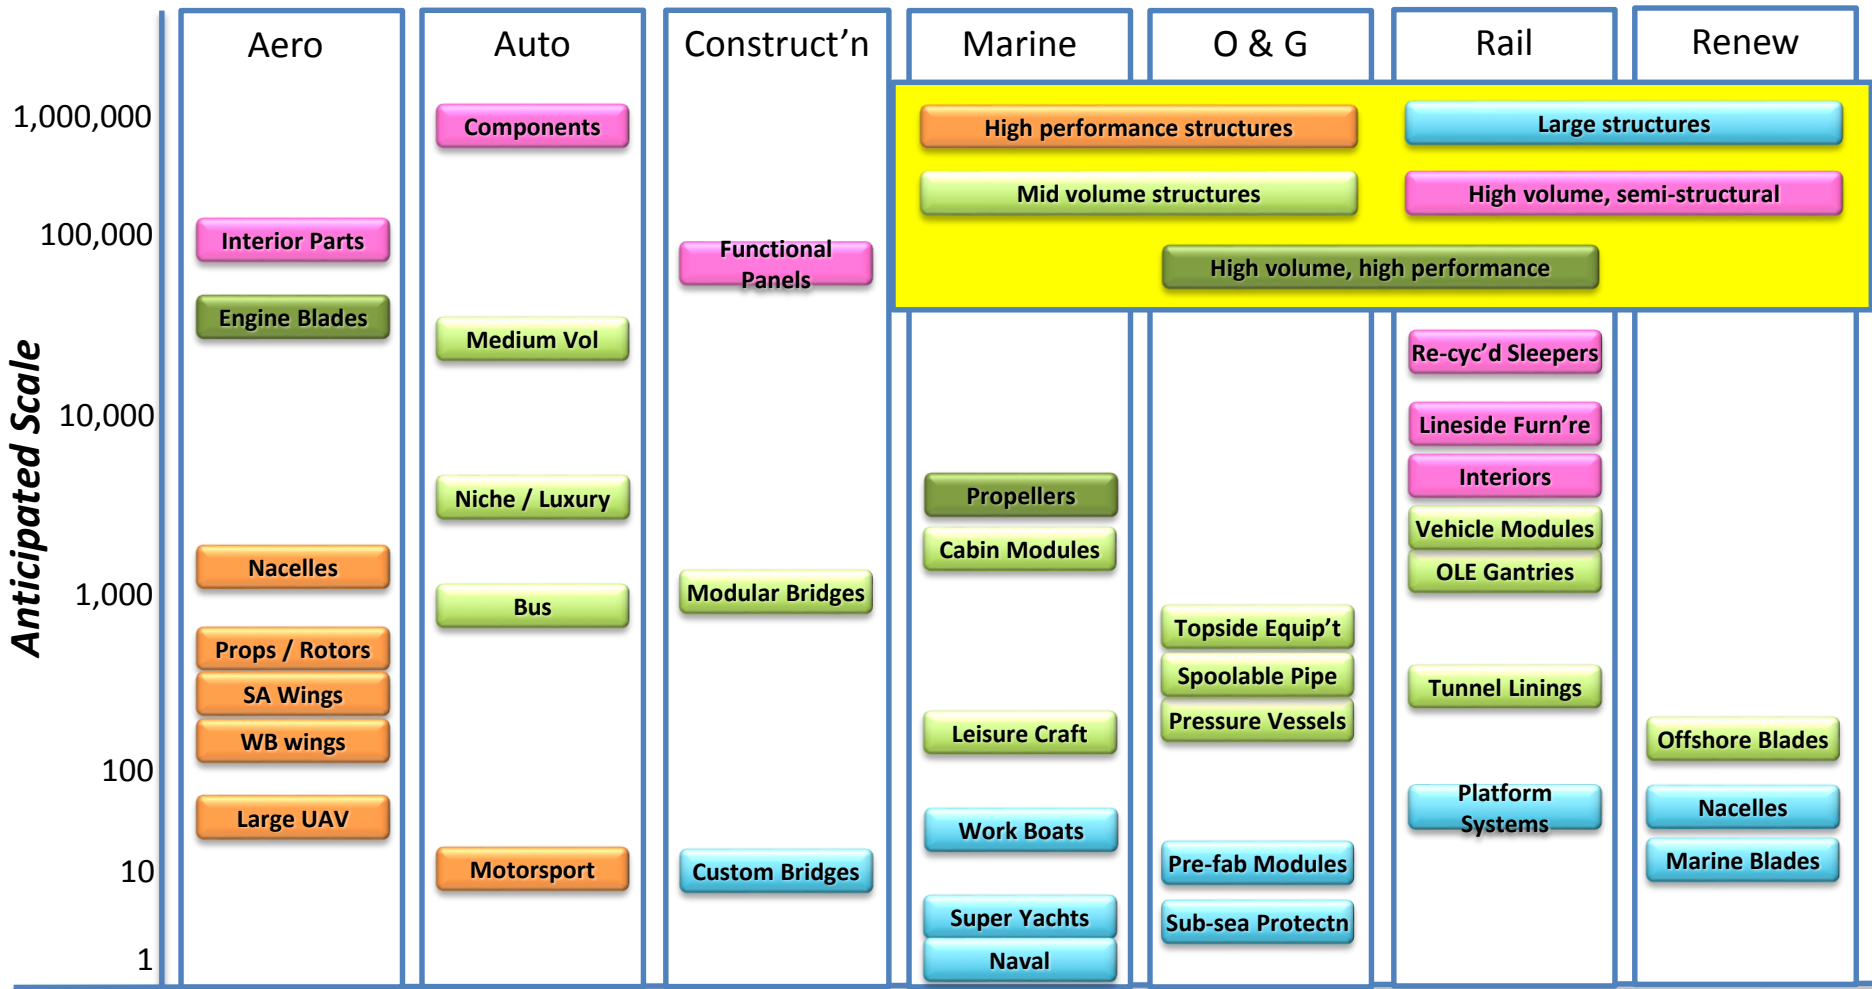 Aero
Auto
Construct'n
Marine
O & G
Rail
Renew
Anticipated Scale
1,000,000
100,000
10,000
1,000
100
10
1
High performance structures
Large structures
Mid volume structures
High volume, semi-structural
High volume, high performance
Interior Parts
Engine Blades
Nacelles
Props / Rotors
SA Wings
WB wings
Large UAV
Components
Medium Vol
Niche / Luxury
Bus
Motorsport
Functional
Panels
Modular Bridges
Custom Bridges
Propellers
Cabin Modules
Leisure Craft
Work Boats
Super Yachts
Naval
Topside Equip't
Spoolable Pipe
Pressure Vessels
Pre-fab Modules
Sub-sea Protectn
Re-cyc'd Sleepers
Lineside Furn're
Interiors
Vehicle Modules
OLE Gantries
Tunnel Linings
Platform
Systems
Offshore Blades
Nacelles
Marine Blades